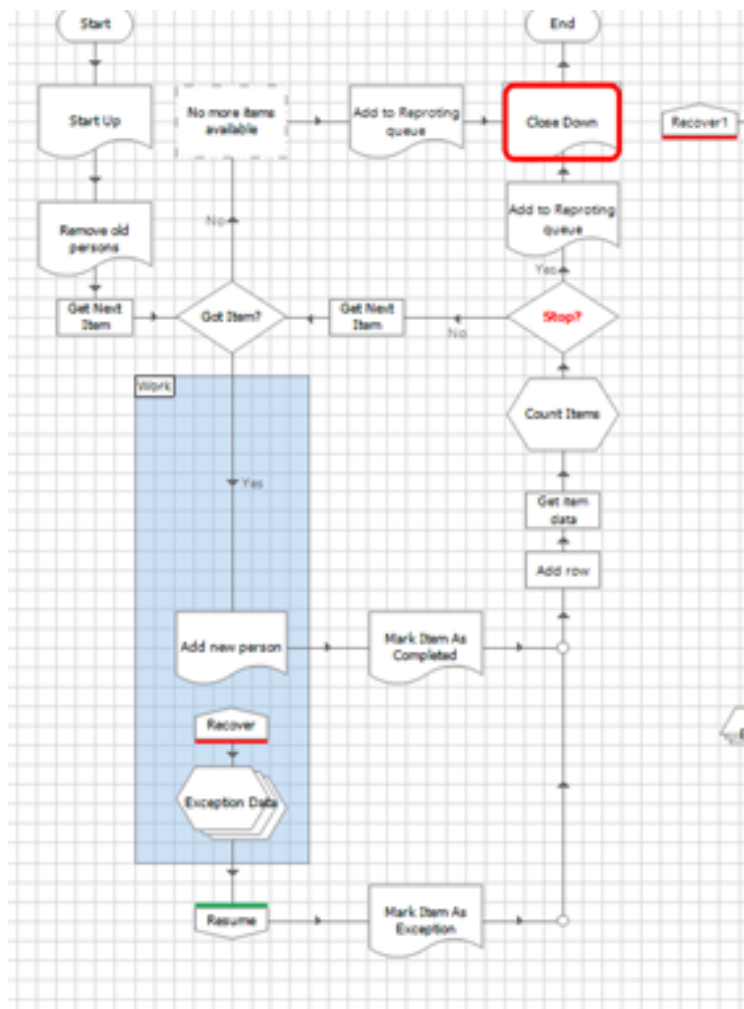 Start
End
Start Up
No more items
available
Add to Reproting
queue
Close Down
Recover1
Remove old
persons
Add to Reproting
queue
No
Yes
Get Next
Item
Got Item?
Get Next
Item
No
Stop?
Work
Count Items
Yes
Get item
data
Add row
Add new person
Mark Item As
Completed
Recover
Exception Data
Resume
Mark Item As
Exception